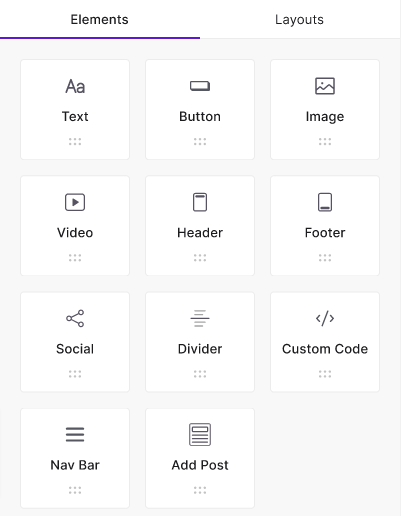 Elements
Layouts
Aa
Text
Button
Image
Video
Header
Footer
Social
Divider
</>
Custom Code
Nav Bar
Add Post